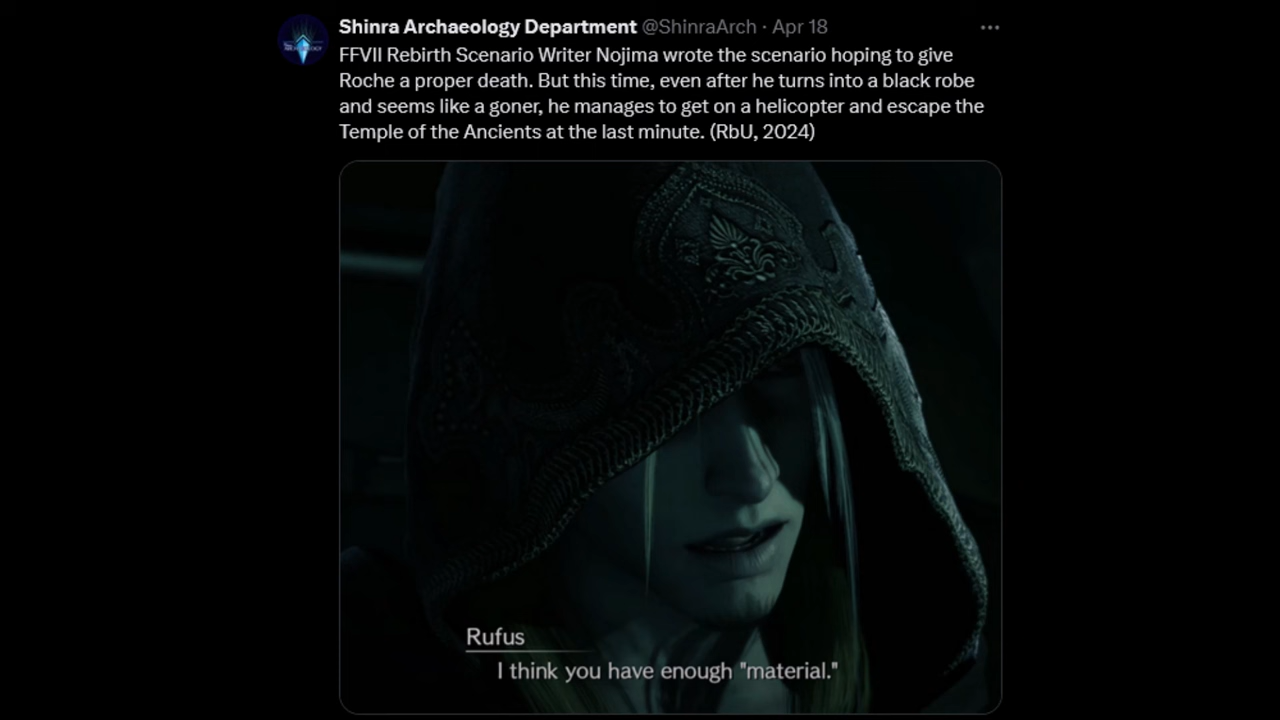 Shinra Archaeology Department @ShinraArch · Apr 18
FFVII Rebirth Scenario Writer Nojima wrote the scenario hoping to give
Roche a proper death. But this time, even after he turns into a black robe
and seems like a goner, he manages to get on a helicopter and escape the
Temple of the Ancients at the last minute. (RbU, 2024)
Rufus
I think you have enough "material."